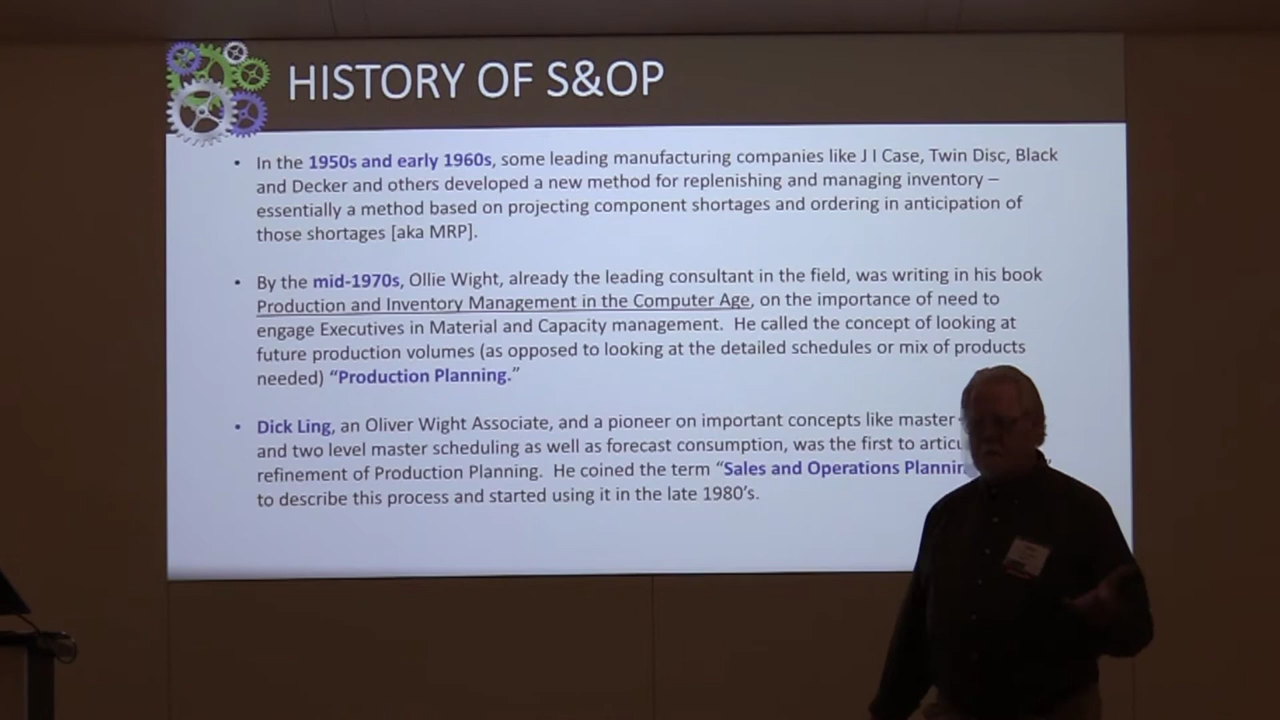 HISTORY OF S&OP
• In the 1950s and early 1960s, some leading manufacturing companies like J I Case, Twin Disc, Black
and Decker and others developed a new method for replenishing and managing inventory –
essentially a method based on projecting component shortages and ordering in anticipation of
those shortages [aka MRP].
• By the mid-1970s, Ollie Wight, already the leading consultant in the field, was writing in his book
Production and Inventory Management in the Computer Age, on the importance of need to
engage Executives in Material and Capacity management. He called the concept of looking at
future production volumes (as opposed to looking at the detailed schedules or mix of products
needed) “Production Planning.”
• Dick Ling, an Oliver Wight Associate, and a pioneer on important concepts like master
and two level master scheduling as well as forecast consumption, was the first to
refinement of Production Planning. He coined the term “Sales and Operations
to describe this process and started using it in the late 1980’s.